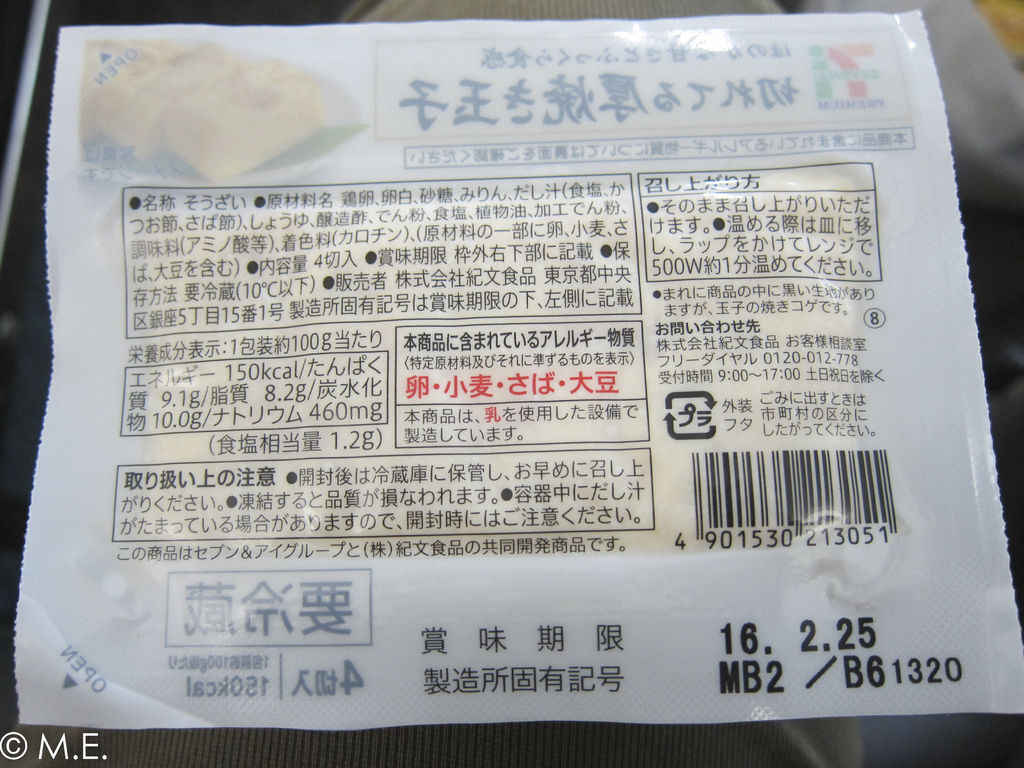 OPEN
ほのかな甘さとふっくら食感
切れてる厚焼き玉子
PREMIUM
本商品に含まれているアレルギー物質については裏面をご確認ください
写真は
イメージです
●名称 そうざい ●原材料名 鶏卵、卵白、砂糖、みりん、だし汁(食塩、か
つお節、さば節)、しょうゆ、醸造酢、でん粉、食塩、植物油、加工でん粉、
調味料(アミノ酸等)、着色料(カロチン)、(原材料の一部に卵、小麦、さ
ば、大豆を含む) ●内容量 4切入 ●賞味期限 枠外右下部に記載 ●保
存方法 要冷蔵(10℃以下) ●販売者 株式会社紀文食品 東京都中央
区銀座5丁目15番1号 製造所固有記号は賞味期限の下、左側に記載
召し上がり方
●そのまま召し上がりいただ
けます。●温める際は皿に移
し、ラップをかけてレンジで
500W約1分温めてください。
●まれに商品の中に黒い生地があり
ますが、玉子の焼きコゲです。
⑧
お問い合わせ先
株式会社紀文食品 お客様相談室
フリーダイヤル 0120-012-778
受付時間 9:00~17:00 土日祝日を除く
栄養成分表示:1包装約100g当たり
エネルギー 150kcal/たんぱく
質 9.1g/脂質 8.2g/炭水化
物 10.0g/ナトリウム 460mg
(食塩相当量 1.2g)
本商品に含まれているアレルギー物質
(特定原材料及びそれに準ずるものを表示)
卵・小麦・さば・大豆
本商品は、乳を使用した設備で
製造しています。
プラ
外装
フタ
ごみに出すときは
市町村の区分に
したがってください。
取り扱い上の注意 ●開封後は冷蔵庫に保管し、お早めに召し上
がりください。●凍結すると品質が損なわれます。●容器中にだし汁
がたまっている場合がありますので、開封時にはご注意ください。
この商品はセブン&アイグループと(株)紀文食品の共同開発商品です。
4 901530 213051
要冷蔵
4切入
1包装約100g当たり
150kcal
OPEN
賞味期限
製造所固有記号
16. 2.25
MB2 /B61320
© M.E.